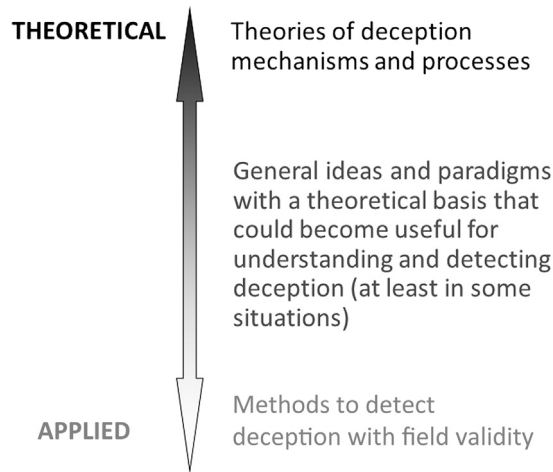 THEORETICAL
Theories of deception
mechanisms and processes
General ideas and paradigms
with a theoretical basis that
could become useful for
understanding and detecting
deception (at least in some
situations)
APPLIED
Methods to detect
deception with field validity